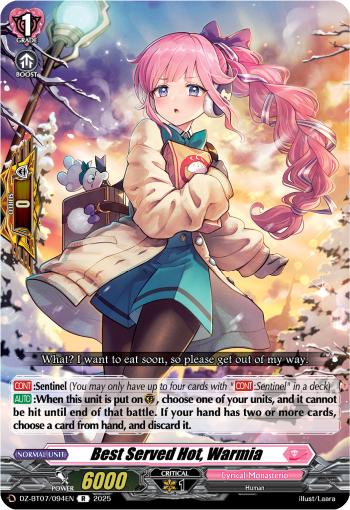 1
GRADE
BOOST
0
What? I want to eat soon, so please get out of my way.
CONT:Sentinel (You may only have up to four cards with "CONT:Sentinel" in a deck)
AUTO:When this unit is put on G, choose one of your units, and it cannot
be hit until end of that battle. If your hand has two or more cards,
choose a card from hand, and discard it.
NORMAL UNIT
Best Served Hot, Warmia
POWER 6000
CRITICAL
1
Lyrical Monasterio
Human
DZ-BT07/094EN R 2025
illust/Laara